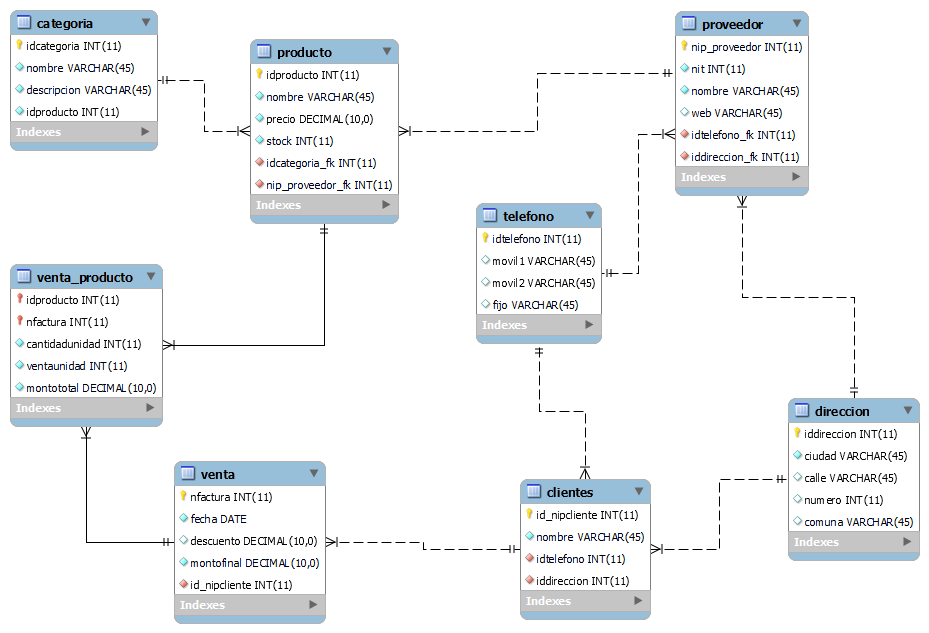 categoria
idcategoria INT(11)
nombre VARCHAR(45)
descripcion VARCHAR(45)
idproducto INT(11)
Indexes
producto
idproducto INT(11)
nombre VARCHAR(45)
precio DECIMAL(10,0)
stock INT(11)
idcategoria_fk INT(11)
nip_proveedor_fk INT(11)
Indexes
proveedor
nip_proveedor INT(11)
nit INT(11)
nombre VARCHAR(45)
web VARCHAR(45)
idtelefono_fk INT(11)
iddireccion_fk INT(11)
Indexes
telefono
idtelefono INT(11)
movil1 VARCHAR(45)
movil2 VARCHAR(45)
fijo VARCHAR(45)
Indexes
venta_producto
idproducto INT(11)
nfactura INT(11)
cantidadunidad INT(11)
ventaunidad INT(11)
montototal DECIMAL(10,0)
Indexes
direccion
iddireccion INT(11)
ciudad VARCHAR(45)
calle VARCHAR(45)
numero INT(11)
comuna VARCHAR(45)
Indexes
venta
nfactura INT(11)
fecha DATE
descuento DECIMAL(10,0)
montofinal DECIMAL(10,0)
id_nipcliente INT(11)
Indexes
clientes
id_nipcliente INT(11)
nombre VARCHAR(45)
idtelefono INT(11)
iddireccion INT(11)
Indexes